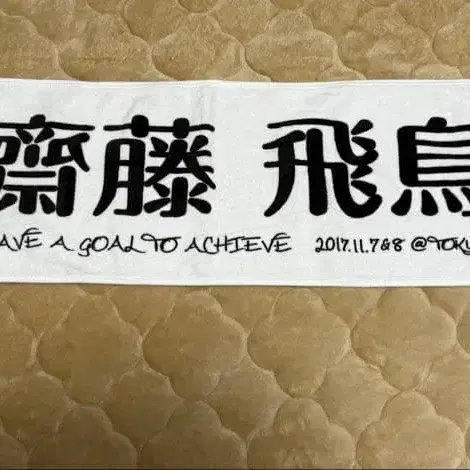 齋藤 飛鳥
AVE A GOAL TO ACHIEVE 2017.11.7&8 @TOKY